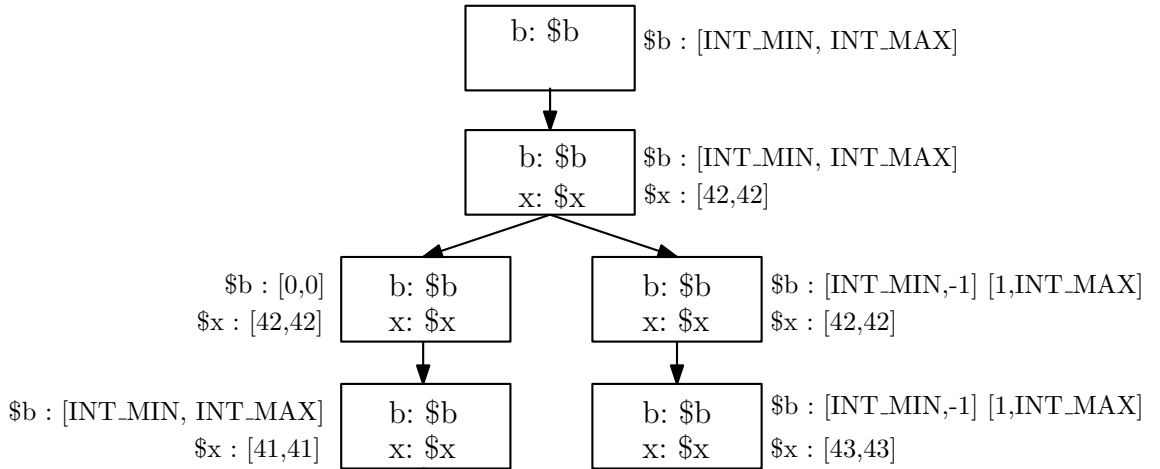 b: $b
$b : [INT_MIN, INT_MAX]
b: $b
x: $x
$b : [INT_MIN, INT_MAX]
$x : [42,42]
$b : [0,0]
$x : [42,42]
b: $b
x: $x
b: $b
x: $x
$b : [INT_MIN,-1] [1,INT_MAX]
$x : [42,42]
$b : [INT_MIN, INT_MAX]
$x : [41,41]
b: $b
x: $x
b: $b
x: $x
$b : [INT_MIN,-1] [1,INT_MAX]
$x : [43,43]